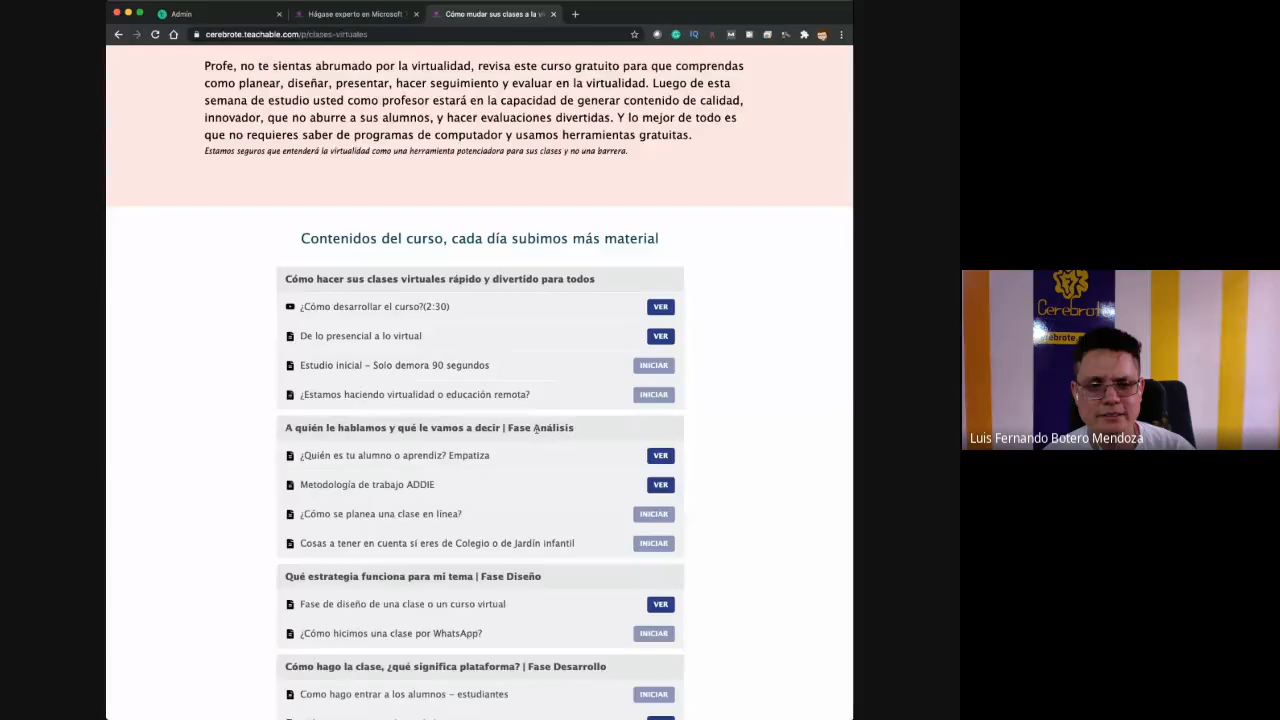 Admin
Hágase experto en Microsoft
Cómo mudar sus clases a la vi
cerebrote.teachable.com/p/clases-virtuales
Profe, no te sientas abrumado por la virtualidad, revisa este curso gratuito para que comprendas
como planear, diseñar, presentar, hacer seguimiento y evaluar en la virtualidad. Luego de esta
semana de estudio usted como profesor estará en la capacidad de generar contenido de calidad,
innovador, que no aburre a sus alumnos, y hacer evaluaciones divertidas. Y lo mejor de todo es
que no requieres saber de programas de computador y usamos herramientas gratuitas.
Estamos seguros que entenderá la virtualidad como una herramienta potenciadora para sus clases y no una barrera.
Contenidos del curso, cada día subimos más material
Cómo hacer sus clases virtuales rápido y divertido para todos
¿Cómo desarrollar el curso?(2:30) VER
De lo presencial a lo virtual VER
Estudio inicial - Solo demora 90 segundos INICIAR
¿Estamos haciendo virtualidad o educación remota? INICIAR
A quién le hablamos y qué le vamos a decir | Fase Análisis
¿Quién es tu alumno o aprendiz? Empatiza VER
Metodología de trabajo ADDIE VER
¿Cómo se planea una clase en línea? INICIAR
Cosas a tener en cuenta si eres de Colegio o de Jardín infantil INICIAR
Qué estrategia funciona para mi tema | Fase Diseño
Fase de diseño de una clase o un curso virtual VER
¿Cómo hicimos una clase por WhatsApp? INICIAR
Cómo hago la clase, ¿qué significa plataforma? | Fase Desarrollo
Como hago entrar a los alumnos - estudiantes INICIAR
Cerebrote
Luis Fernando Botero Mendoza